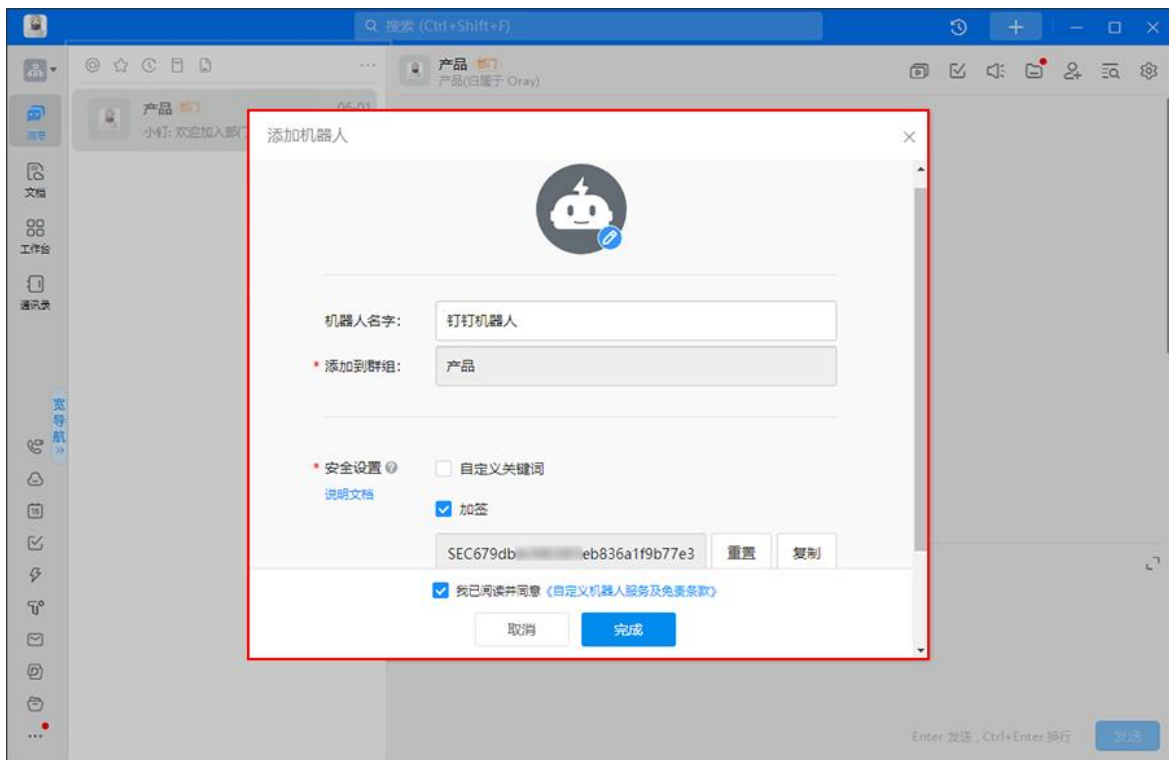 搜索 (Ctrl+Shift+F)
产品 部门
产品(归属于 Oray)
产品 部门 06-01
小钉: 欢迎加入部门
消息
文档
工作台
通讯录
宽导航
添加机器人
机器人名字:
钉钉机器人
* 添加到群组:
产品
* 安全设置
说明文档
自定义关键词
加签
SEC679db eb836a1f9b77e3
重置
复制
我已阅读并同意《自定义机器人服务及免责条款》
取消
完成
Enter 发送 , Ctrl+Enter 换行
发送